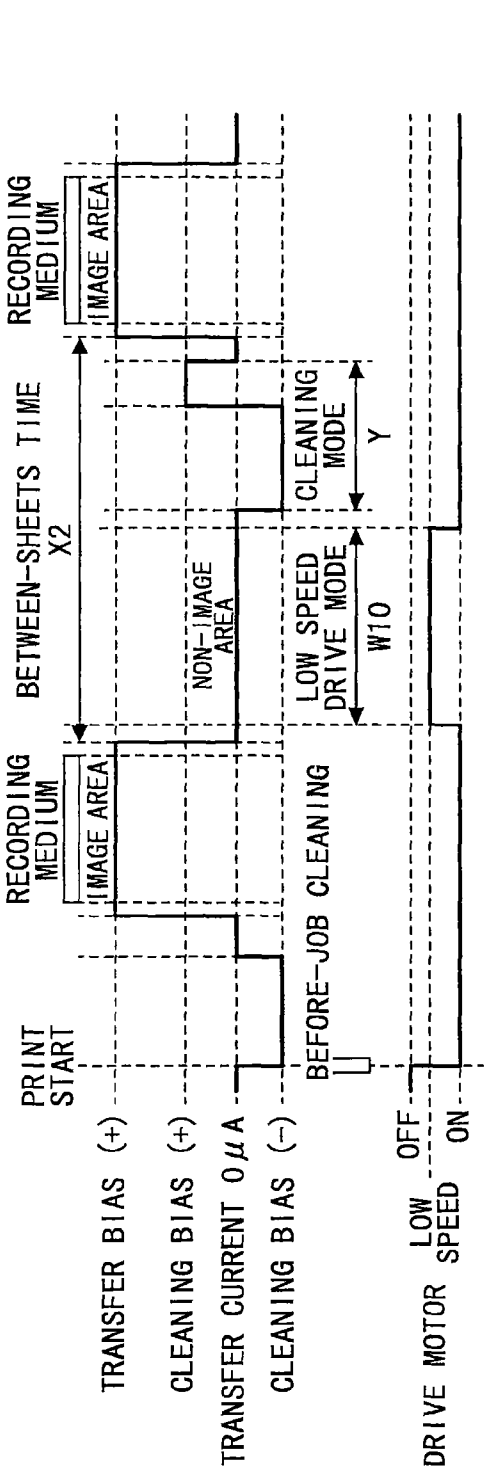 PRINT
START
RECORDING
MEDIUM
BETWEEN-SHEETS TIME
X2
RECORDING
MEDIUM
TRANSFER BIAS (+)
IMAGE AREA
IMAGE AREA
CLEANING BIAS (+)
NON-IMAGE
AREA
TRANSFER CURRENT 0μA
CLEANING BIAS (-)
BEFORE-JOB CLEANING
LOW SPEED
DRIVE MODE
W10
CLEANING
MODE
Y
DRIVE MOTOR
OFF
LOW
SPEED
ON